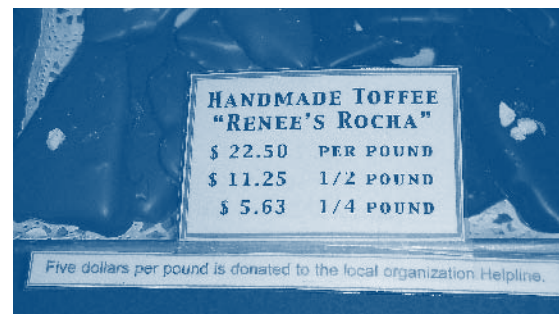 HANDMADE TOFFEE
"RENEE'S ROCHA"
$ 22.50 PER POUND
$ 11.25 1/2 POUND
$ 5.63 1/4 POUND
Five dollars per pound is donated to the local organization Helpline.